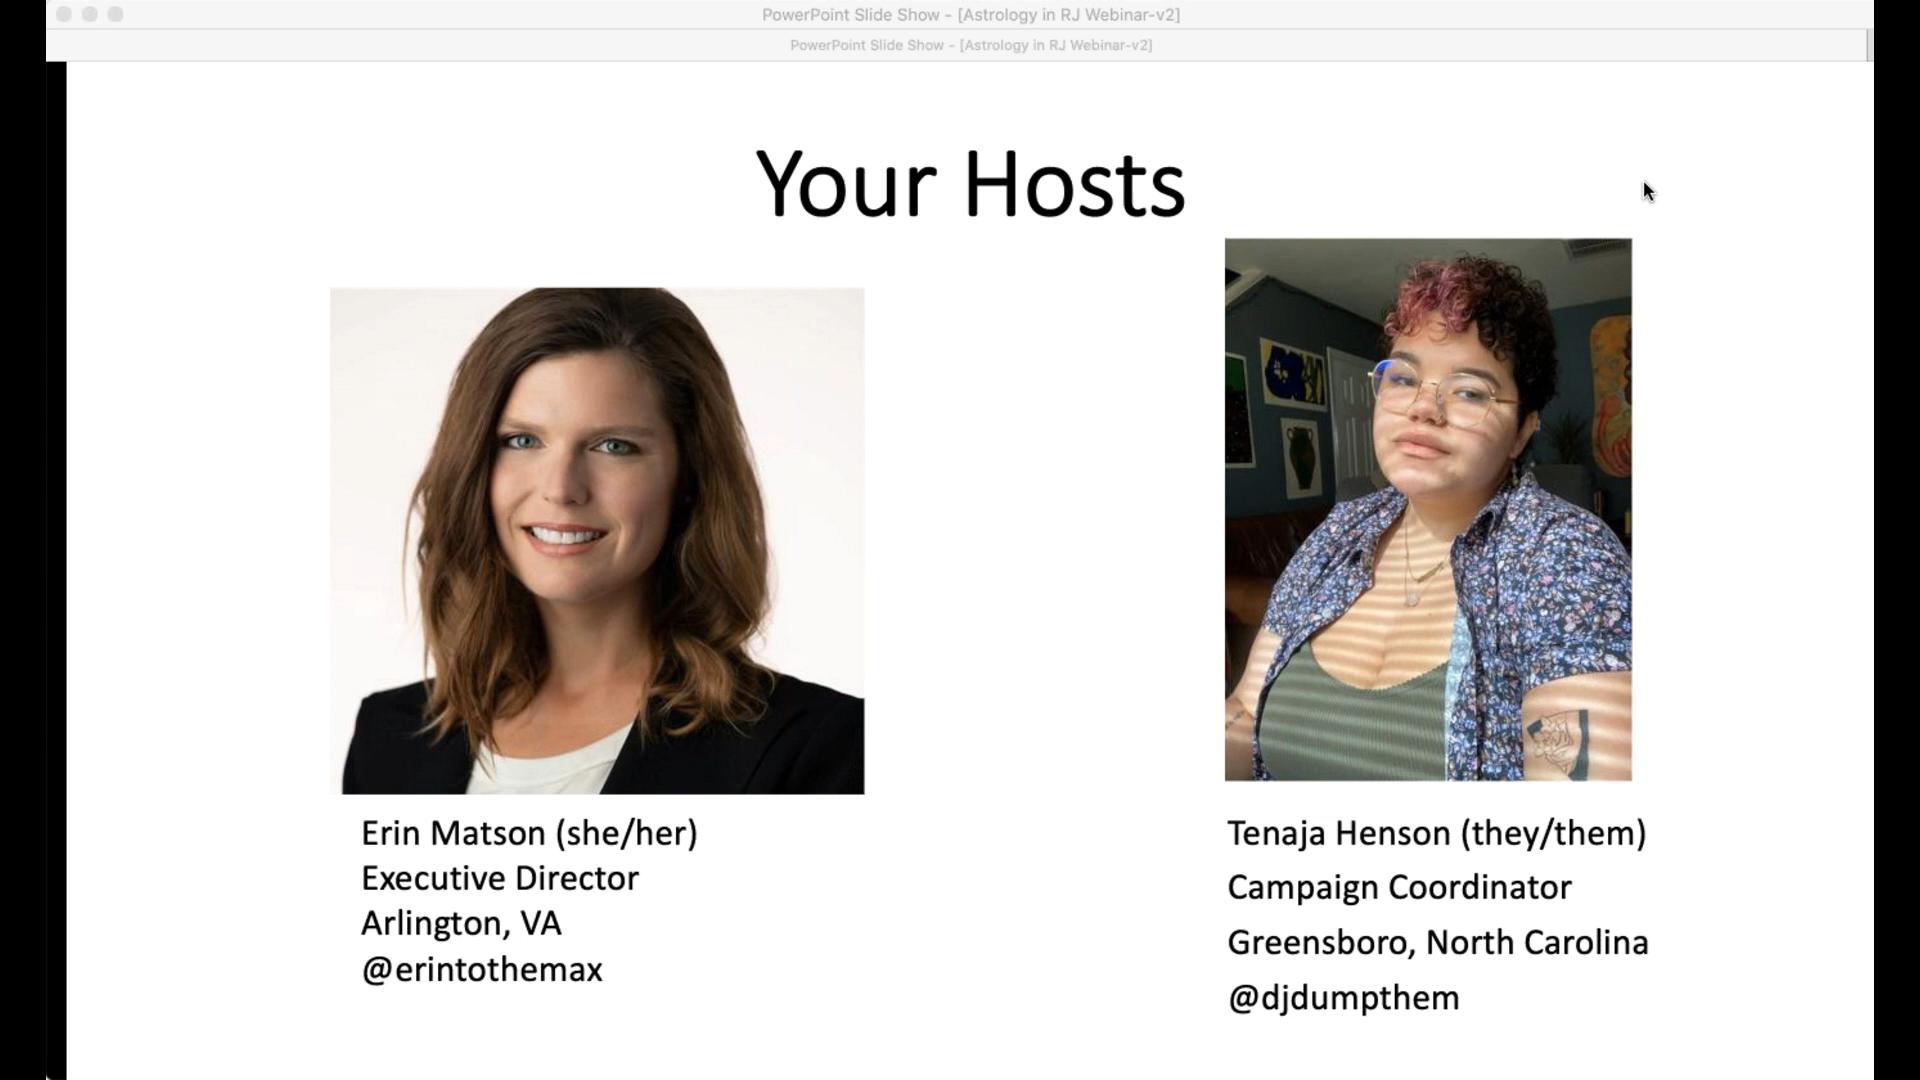 PowerPoint Slide Show - [Astrology in RJ Webinar-v2]
PowerPoint Slide Show - [Astrology in RJ Webinar-v2]
Your Hosts
Erin Matson (she/her)
Executive Director
Arlington, VA
@erintothemax
Tenaja Henson (they/them)
Campaign Coordinator
Greensboro, North Carolina
@djdumpthem